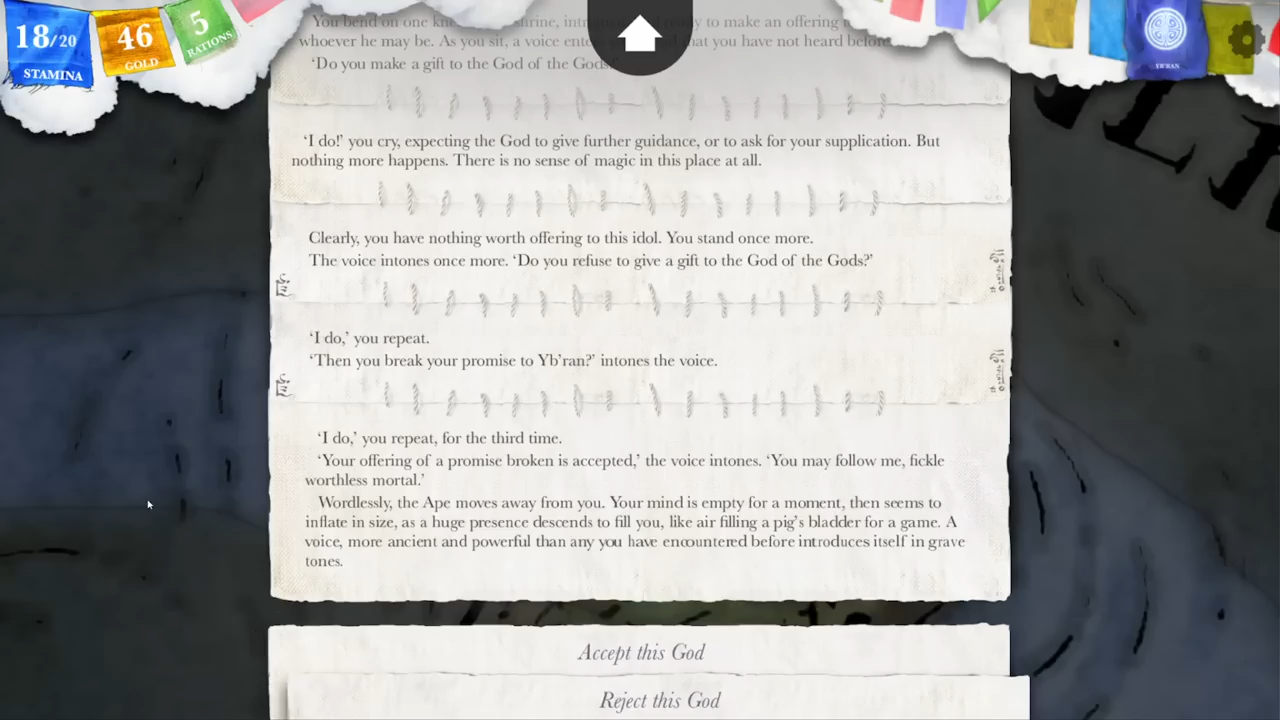 18/20
STAMINA
46
GOLD
5
RATIONS
YB'RAN
You bend on one
to make an offering
whoever he may be. As you sit, a voice
that you have not heard before.
‘Do you make a gift to the God of the Gods
‘I do!’ you cry, expecting the God to give further guidance, or to ask for your supplication. But
nothing more happens. There is no sense of magic in this place at all.
Clearly, you have nothing worth offering to this idol. You stand once more.
The voice intones once more. ‘Do you refuse to give a gift to the God of the Gods?’
‘I do,’ you repeat.
‘Then you break your promise to Yb’ran?’ intones the voice.
‘I do,’ you repeat, for the third time.
‘Your offering of a promise broken is accepted,’ the voice intones. ‘You may follow me, fickle
worthless mortal.’
Wordlessly, the Ape moves away from you. Your mind is empty for a moment, then seems to
inflate in size, as a huge presence descends to fill you, like air filling a pig’s bladder for a game. A
voice, more ancient and powerful than any you have encountered before introduces itself in grave
tones.
Accept this God
Reject this God